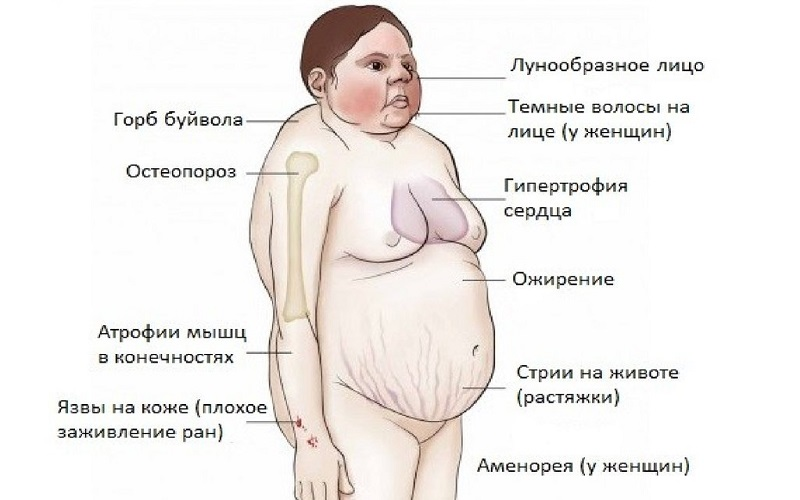 Лунообразное лицо
Темные волосы на
лице (у женщин)
Горб буйвола
Остеопороз
Гипертрофия
сердца
Ожирение
Атрофии мышц
в конечностях
Стрии на животе
(растяжки)
Язвы на коже (плохое
заживление ран)
Аменорея (у женщин)